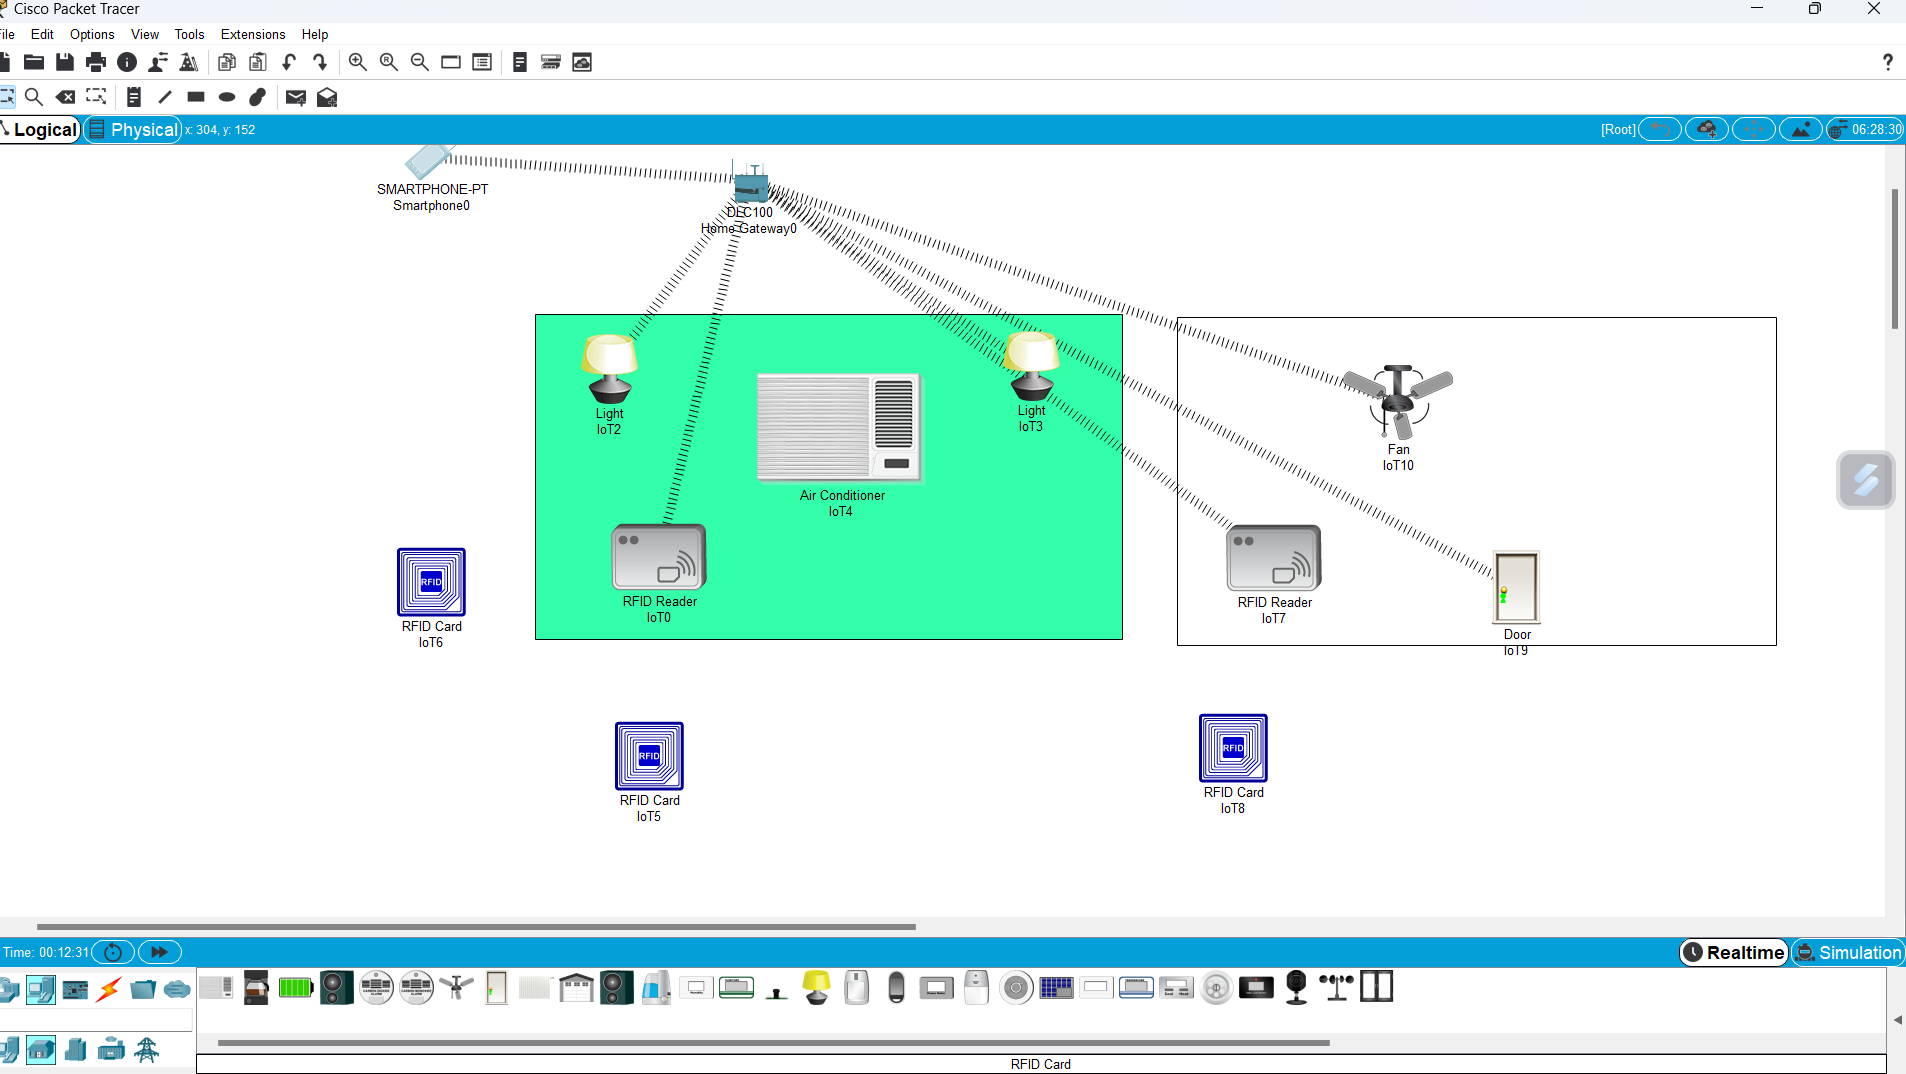 Cisco Packet Tracer
File Edit Options View Tools Extensions Help
Logical Physical x: 304, y: 152 [Root] 06:28:30
SMARTPHONE-PT
Smartphone0
DLC100
Home Gateway0
Light
IoT2
Light
IoT3
Fan
IoT10
Air Conditioner
IoT4
RFID Reader
IoT0
RFID Reader
IoT7
Door
IoT9
RFID
RFID Card
IoT6
RFID
RFID Card
IoT5
RFID
RFID Card
IoT8
Time: 00:12:31 Realtime Simulation
RFID Card